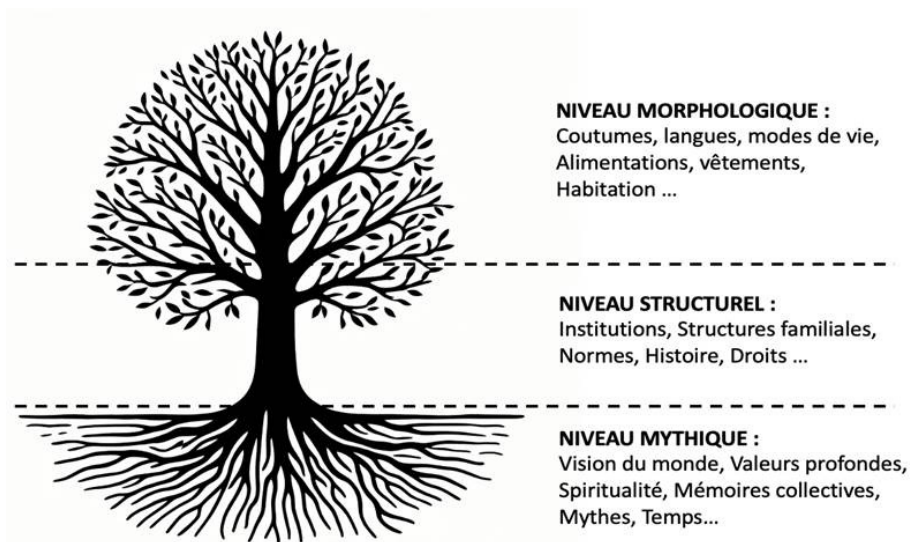 NIVEAU MORPHOLOGIQUE :
Coutumes, langues, modes de vie,
Alimentations, vêtements,
Habitation ...
NIVEAU STRUCTUREL :
Institutions, Structures familiales,
Normes, Histoire, Droits ...
NIVEAU MYTHIQUE :
Vision du monde, Valeurs profondes,
Spiritualité, Mémoires collectives,
Mythes, Temps...